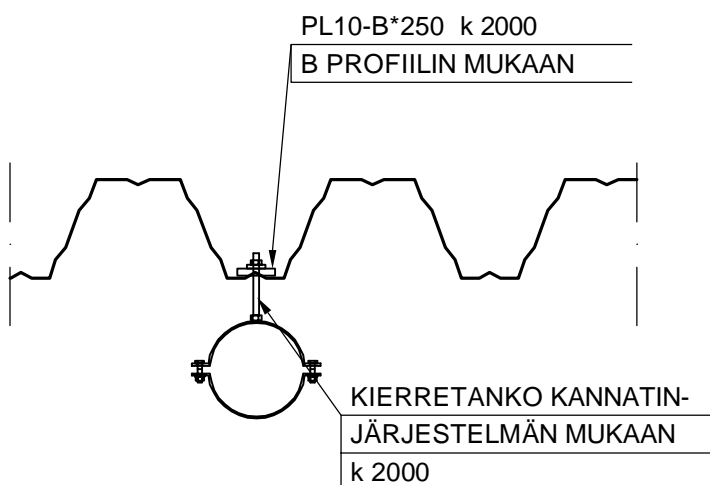 PL10-B*250 k 2000
B PROFIILIN MUKAAN
KIERRETANKO KANNATIN-
JÄRJESTELMÄN MUKAAN
k 2000